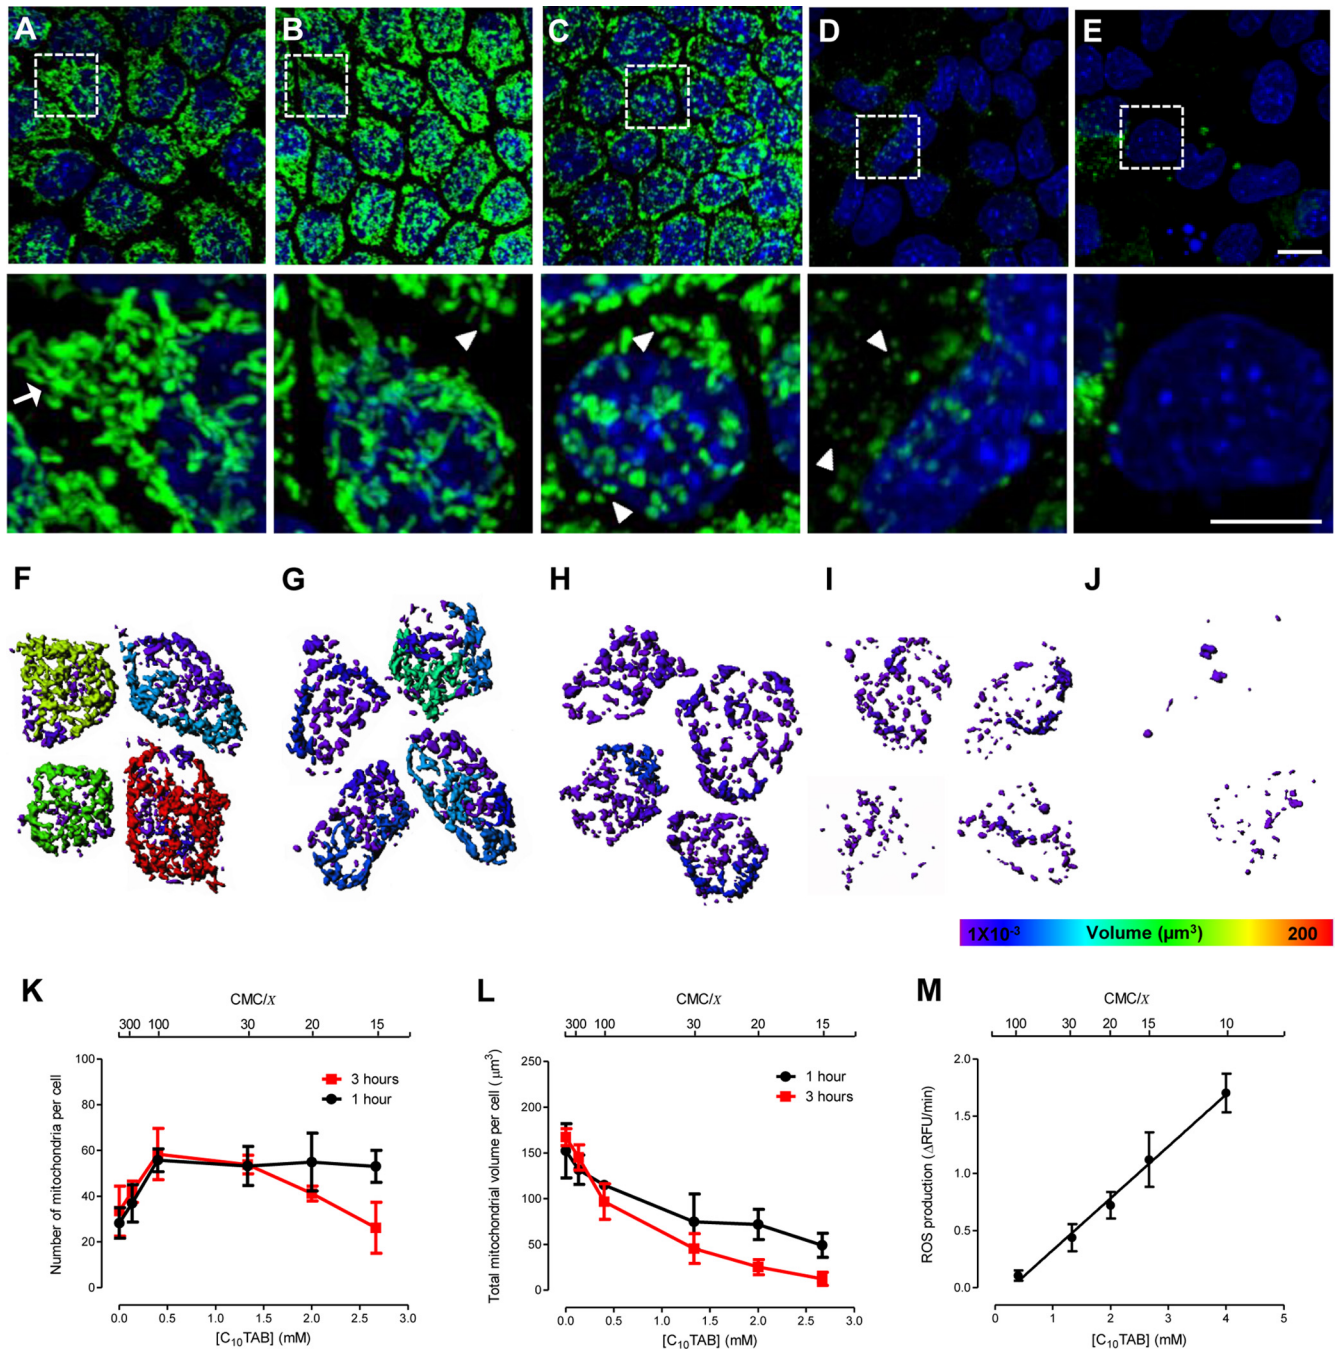 A B C D E
F G H I J
1X10-3 Volume (µm³) 200
K
CMC/x
300 100 30 20 15
Number of mitochondria per cell
100
80
60
40
20
0
3 hours
1 hour
0.0 0.5 1.0 1.5 2.0 2.5 3.0
[C₁₀TAB] (mM)
L
CMC/x
300 100 30 20 15
Total mitochondrial volume per cell (µm³)
250
200
150
100
50
0
1 hour
3 hours
0.0 0.5 1.0 1.5 2.0 2.5 3.0
[C₁₀TAB] (mM)
M
CMC/x
100 30 20 15 10
ROS production (ΔRFU/min)
2.0
1.5
1.0
0.5
0.0
0 1 2 3 4 5
[C₁₀TAB] (mM)